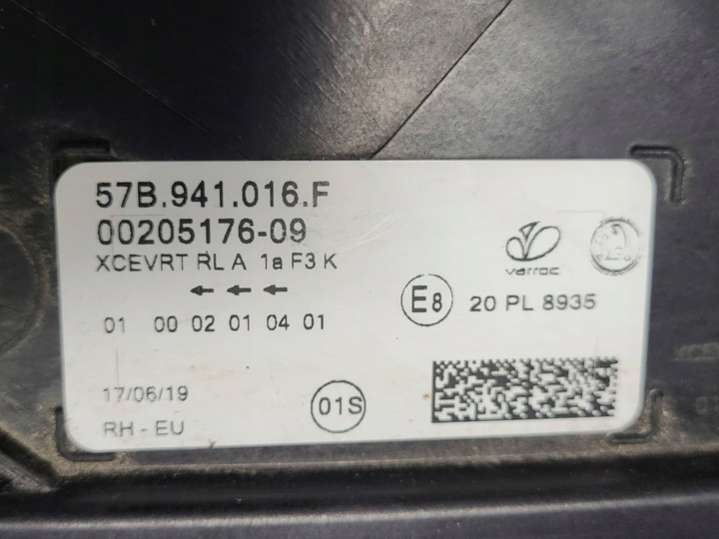 57B.941.016.F
00205176-09
XCEVRT RL A 1a F3 K
← ← ←
01 00 02 01 04 01
varroc
E8 20 PL 8935
17/06/19
01S
RH - EU